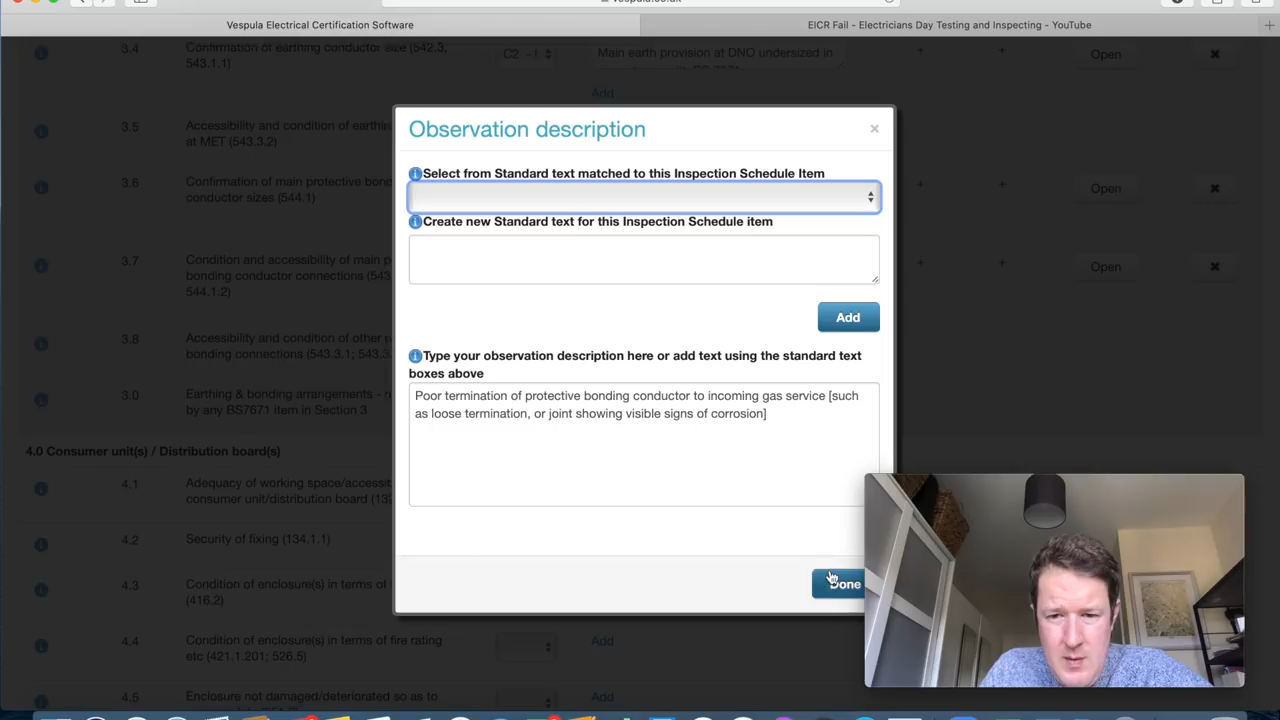 vespula.co.uk
Vespula Electrical Certification Software
EICR Fail - Electricians Day Testing and Inspecting - YouTube
3.4
Confirmation of earthing conductor size (542.3,
543.1.1)
C2
Main earth provision at DNO undersized in
Open
Add
3.5
Accessibility and condition of
at MET (543.3.2)
3.6
Confirmation of main protective
conductor sizes (544.1)
Open
3.7
Condition and accessibility of main
bonding conductor connections
544.1.2)
Open
3.8
Accessibility and condition of other
bonding connections (543.3.1;
3.0
Earthing & bonding arrangements -
by any BS7671 item in Section 3
4.0 Consumer unit(s) / Distribution board(s)
4.1
Adequacy of working
consumer unit/distribution board
4.2
Security of fixing (134.1.1)
4.3
Condition of enclosure(s) in terms of
(416.2)
4.4
Condition of enclosure(s) in terms of fire rating
etc (421.1.201; 526.5)
Add
4.5
Enclosure not damaged/deteriorated so as to
Add
Observation description
×
Select from Standard text matched to this Inspection Schedule Item
Create new Standard text for this Inspection Schedule item
Add
Type your observation description here or add text using the standard text
boxes above
Poor termination of protective bonding conductor to incoming gas service [such
as loose termination, or joint showing visible signs of corrosion]
Done